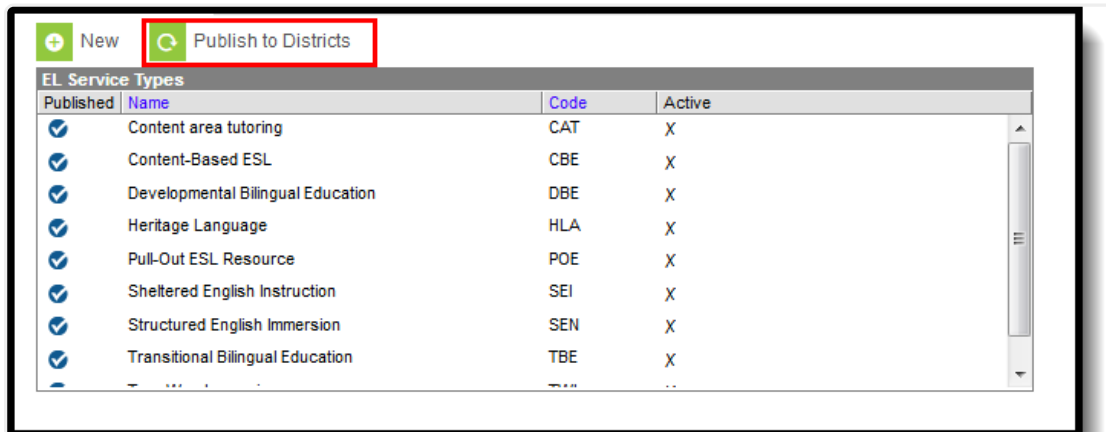 New Publish to Districts
EL Service Types
Published Name Code Active
Content area tutoring CAT X
Content-Based ESL CBE X
Developmental Bilingual Education DBE X
Heritage Language HLA X
Pull-Out ESL Resource POE X
Sheltered English Instruction SEI X
Structured English Immersion SEN X
Transitional Bilingual Education TBE X